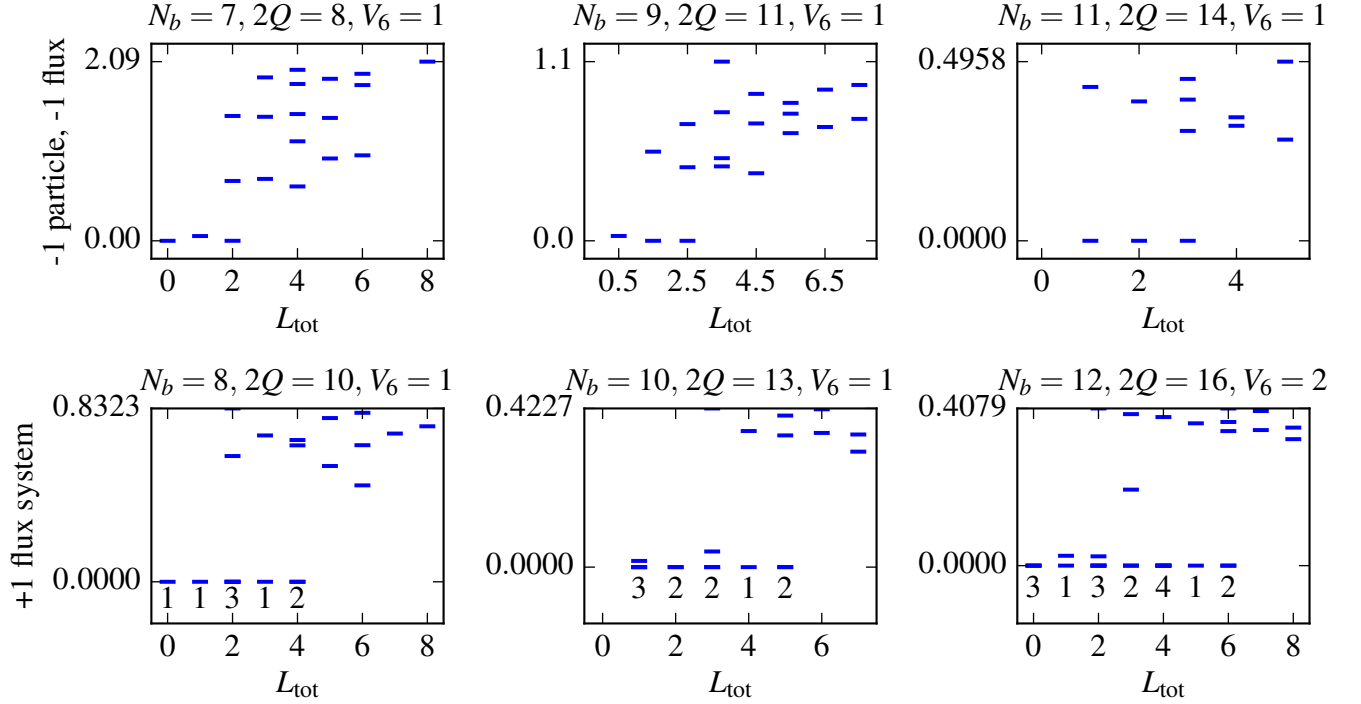 N_b = 7, 2Q = 8, V_6 = 1
-1 particle, -1 flux
2.09
0.00
0 2 4 6 8
L_tot
N_b = 9, 2Q = 11, V_6 = 1
1.1
0.0
0.5 2.5 4.5 6.5
L_tot
N_b = 11, 2Q = 14, V_6 = 1
0.4958
0.0000
0 2 4
L_tot
N_b = 8, 2Q = 10, V_6 = 1
+1 flux system
0.8323
0.0000
1 1 3 1 2
0 2 4 6 8
L_tot
N_b = 10, 2Q = 13, V_6 = 1
0.4227
0.0000
3 2 2 1 2
0 2 4 6
L_tot
N_b = 12, 2Q = 16, V_6 = 2
0.4079
0.0000
3 1 3 2 4 1 2
0 2 4 6 8
L_tot